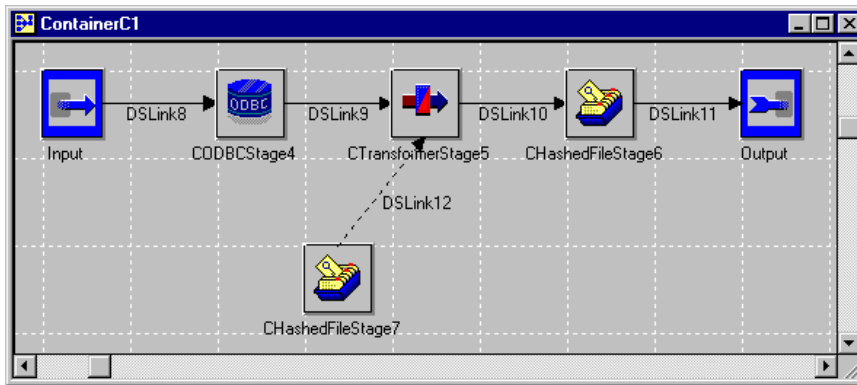 ContainerC1
ODBC
DSLink8
DSLink9
DSLink10
DSLink11
Input
CODBCStage4
CTransformerStage5
CHashedFileStage6
Output
DSLink12
CHashedFileStage7